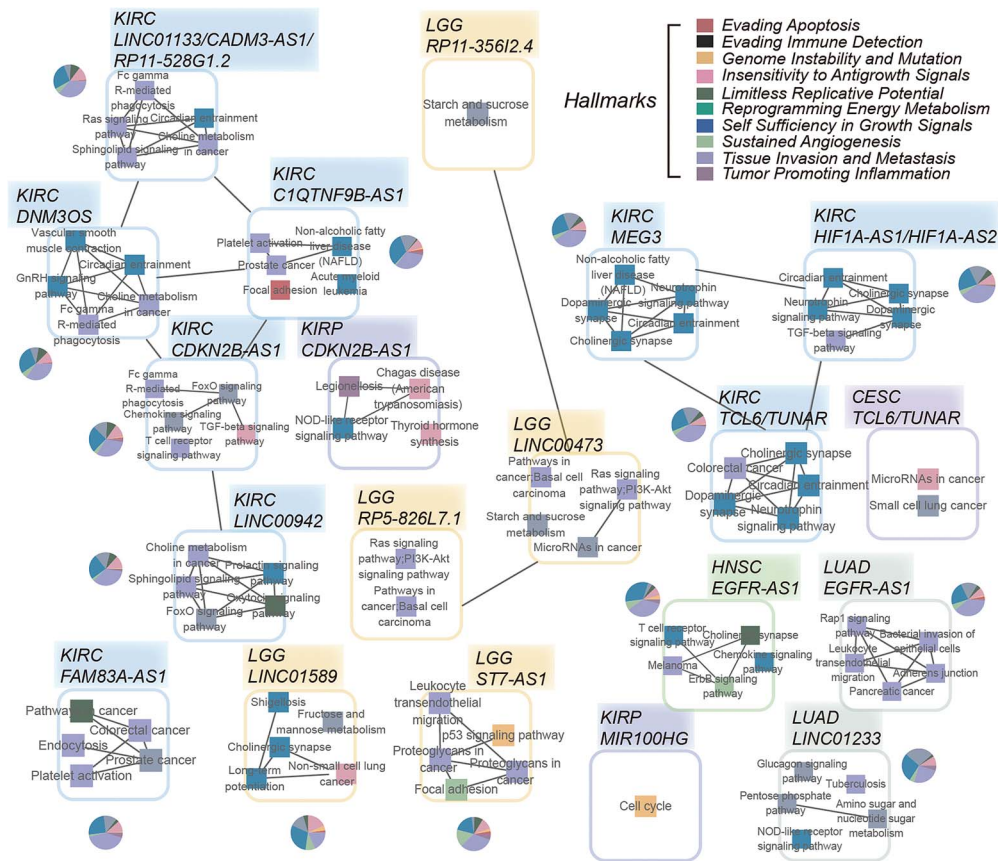 KIRC
LINC01133/CADM3-AS1/
RP11-528G1.2
Fc gamma
R-mediated
phagocytosis
Ras signaling
pathway
Circadian entrainment
Choline metabolism
in cancer
Sphingolipid signaling
pathway
LGG
RP11-356I2.4
Starch and sucrose
metabolism
Hallmarks
Evading Apoptosis
Evading Immune Detection
Genome Instability and Mutation
Insensitivity to Antigrowth Signals
Limitless Replicative Potential
Reprogramming Energy Metabolism
Self Sufficiency in Growth Signals
Sustained Angiogenesis
Tissue Invasion and Metastasis
Tumor Promoting Inflammation
KIRC
DNM3OS
Vascular smooth
muscle contraction
Circadian entrainment
GnRH signaling
pathway
Choline metabolism
in cancer
Fc gamma
R-mediated
phagocytosis
KIRC
C1QTNF9B-AS1
Platelet activation
Non-alcoholic fatty
liver disease
(NAFLD)
Prostate cancer
Focal adhesion
Acute myeloid
leukemia
KIRC
MEG3
Non-alcoholic fatty
liver disease
(NAFLD)
Neurotrophin
signaling pathway
Dopaminergic
synapse
Circadian entrainment
Cholinergic synapse
KIRC
HIF1A-AS1/HIF1A-AS2
Circadian entrainment
Cholinergic synapse
Neurotrophin
signaling pathway
Dopaminergic
synapse
TGF-beta signaling
pathway
KIRC
CDKN2B-AS1
Fc gamma
R-mediated
phagocytosis
FoxO signaling
pathway
Chemokine signaling
pathway
TGF-beta signaling
pathway
T cell receptor
signaling pathway
KIRP
CDKN2B-AS1
Legionellosis
Chagas disease
(American
trypanosomiasis)
NOD-like receptor
signaling pathway
Thyroid hormone
synthesis
LGG
LINC00473
Pathways in
cancer;Basal cell
carcinoma
Ras signaling
pathway;PI3K-Akt
signaling pathway
Starch and sucrose
metabolism
MicroRNAs in cancer
KIRC
TCL6/TUNAR
Cholinergic synapse
Colorectal cancer
Circadian entrainment
Dopaminergic
synapse
Neurotrophin
signaling pathway
CESC
TCL6/TUNAR
MicroRNAs in cancer
Small cell lung cancer
KIRC
LINC00942
Choline metabolism
in cancer
Prolactin signaling
pathway
Sphingolipid signaling
pathway
Oxytocin signaling
pathway
FoxO signaling
pathway
LGG
RP5-826L7.1
Ras signaling
pathway;PI3K-Akt
signaling pathway
Pathways in
cancer;Basal cell
carcinoma
HNSC
EGFR-AS1
T cell receptor
signaling pathway
Cholinergic synapse
Melanoma
Chemokine signaling
pathway
ErbB signaling
pathway
LUAD
EGFR-AS1
Rap1 signaling
pathway
Bacterial invasion of
epithelial cells
Leukocyte
transendothelial
migration
Adherens junction
Pancreatic cancer
KIRC
FAM83A-AS1
Pathways in cancer
Colorectal cancer
Endocytosis
Prostate cancer
Platelet activation
LGG
LINC01589
Shigellosis
Fructose and
mannose metabolism
Cholinergic synapse
Long-term
potentiation
Non-small cell lung
cancer
LGG
ST7-AS1
Leukocyte
transendothelial
migration
p53 signaling pathway
Proteoglycans in
cancer
Proteoglycans in
cancer
Focal adhesion
KIRP
MIR100HG
Cell cycle
LUAD
LINC01233
Glucagon signaling
pathway
Tuberculosis
Pentose phosphate
pathway
Amino sugar and
nucleotide sugar
metabolism
NOD-like receptor
signaling pathway